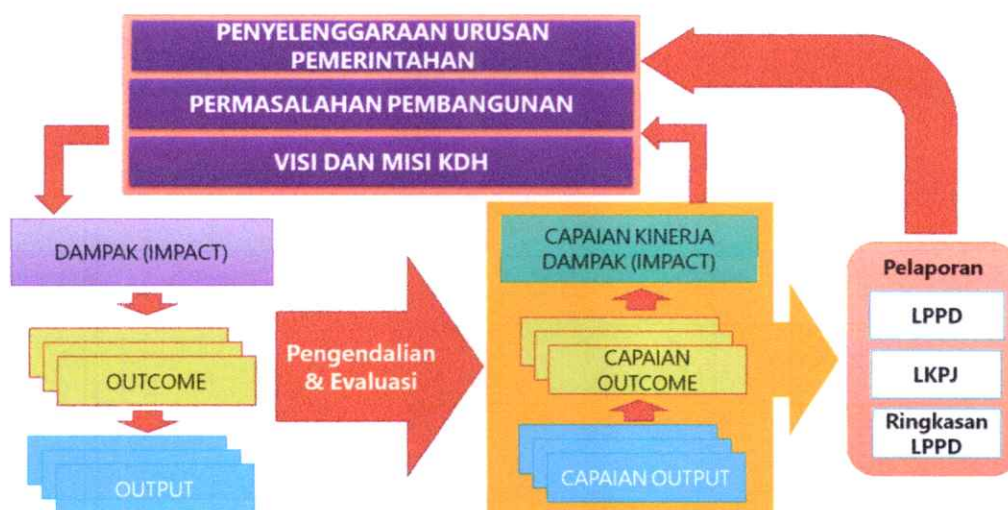 PENYELENGGARAAN URUSAN
PEMERINTAHAN
PERMASALAHAN PEMBANGUNAN
VISI DAN MISI KDH
DAMPAK (IMPACT)
OUTCOME
OUTPUT
Pengendalian
& Evaluasi
CAPAIAN KINERJA
DAMPAK (IMPACT)
CAPAIAN
OUTCOME
CAPAIAN OUTPUT
Pelaporan
LPPD
LKPJ
Ringkasan
LPPD